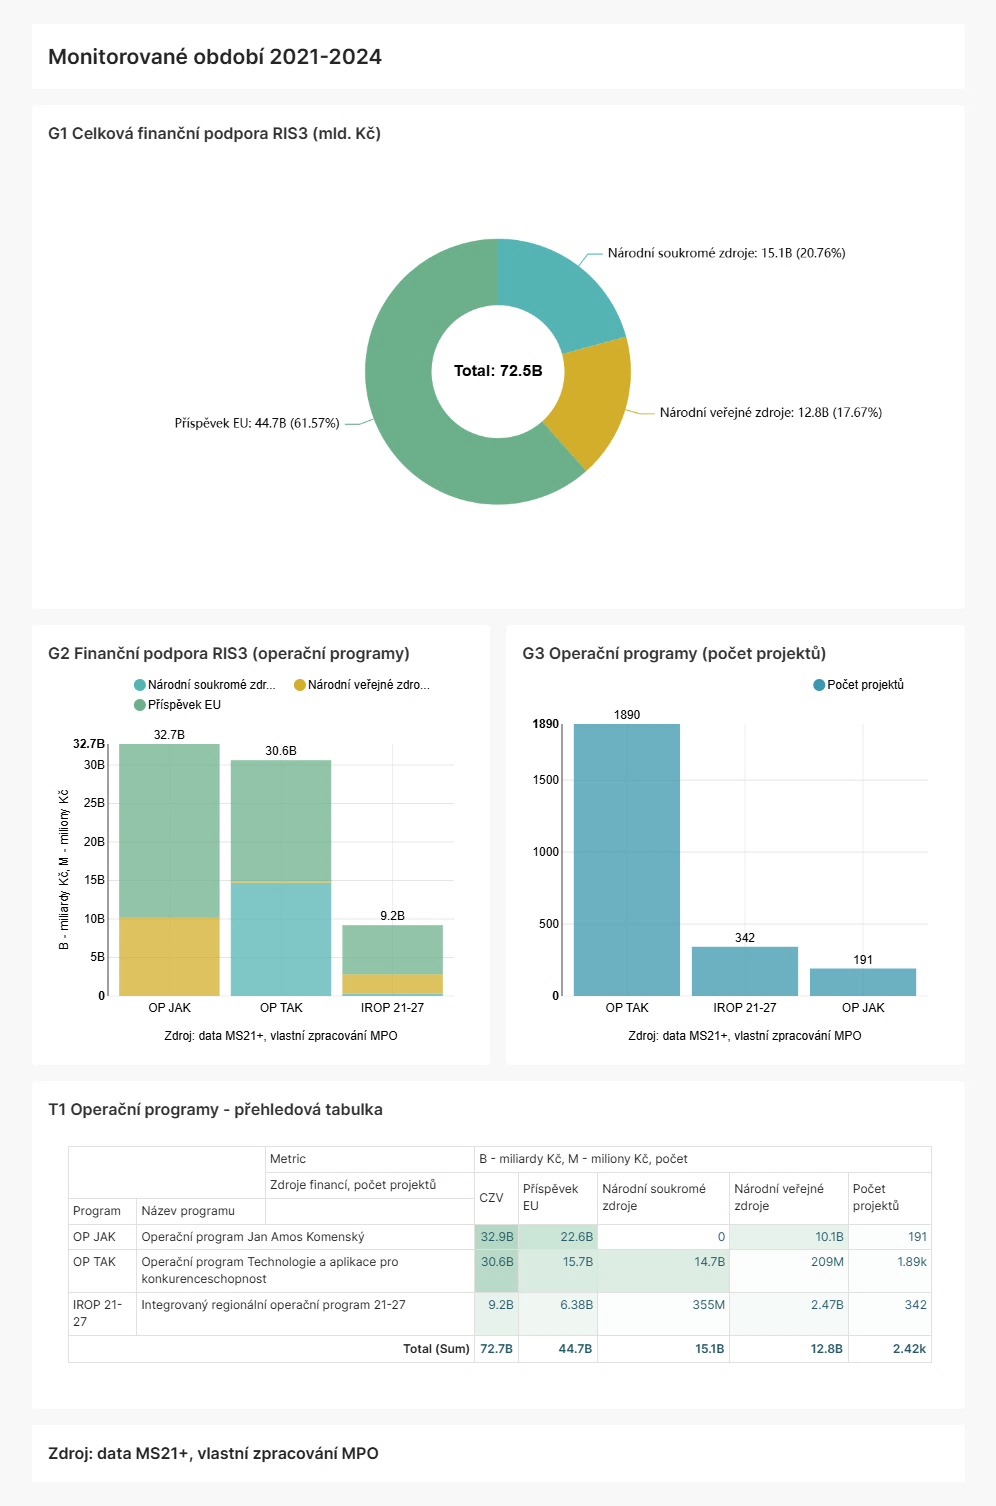 Monitorované období 2021-2024
G1 Celková finanční podpora RIS3 (mld. Kč)
Národní soukromé zdroje: 15.1B (20.76%)
Total: 72.5B
Národní veřejné zdroje: 12.8B (17.67%)
Příspěvek EU: 44.7B (61.57%)
G2 Finanční podpora RIS3 (operační programy)
Národní soukromé zdr...
Národní veřejné zdro...
Příspěvek EU
32.7B
32.7B
30.6B
30B
25B
20B
15B
10B
9.2B
5B
0
B - miliardy Kč, M - miliony Kč
OP JAK
OP TAK
IROP 21-27
Zdroj: data MS21+, vlastní zpracování MPO
G3 Operační programy (počet projektů)
Počet projektů
1890
1890
1500
1000
500
342
191
0
OP TAK
IROP 21-27
OP JAK
Zdroj: data MS21+, vlastní zpracování MPO
T1 Operační programy - přehledová tabulka
Metric
B - miliardy Kč, M - miliony Kč, počet
Zdroje financí, počet projektů
CZV
Příspěvek
EU
Národní soukromé
zdroje
Národní veřejné
zdroje
Počet
projektů
Program
Název programu
OP JAK Operační program Jan Amos Komenský 32.9B 22.6B 0 10.1B 191
OP TAK Operační program Technologie a aplikace pro 30.6B 15.7B 14.7B 209M 1.89k
konkurenceschopnost
IROP 21- Integrovaný regionální operační program 21-27 9.2B 6.38B 355M 2.47B 342
27
Total (Sum) 72.7B 44.7B 15.1B 12.8B 2.42k
Zdroj: data MS21+, vlastní zpracování MPO